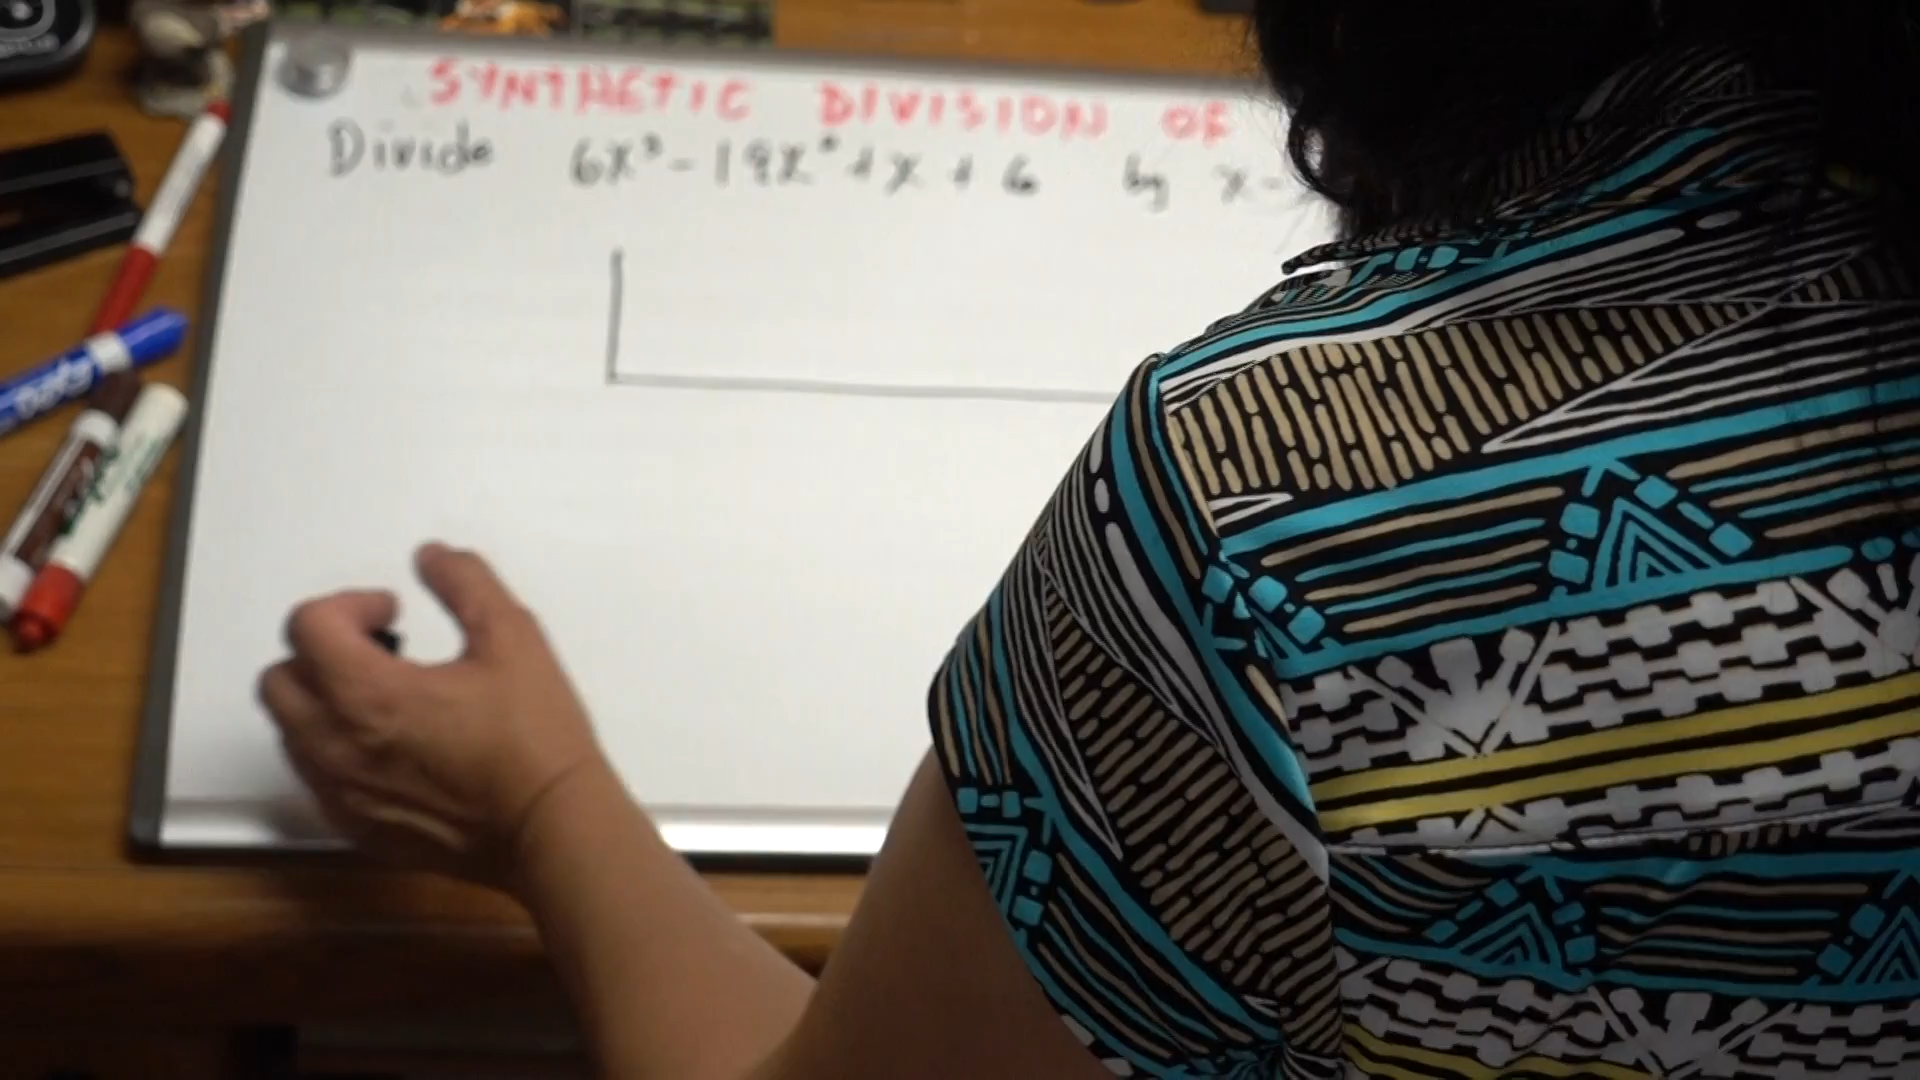 SYNTHETIC DIVISION OF
Divide 6x³ - 19x² + x + 6 by x -